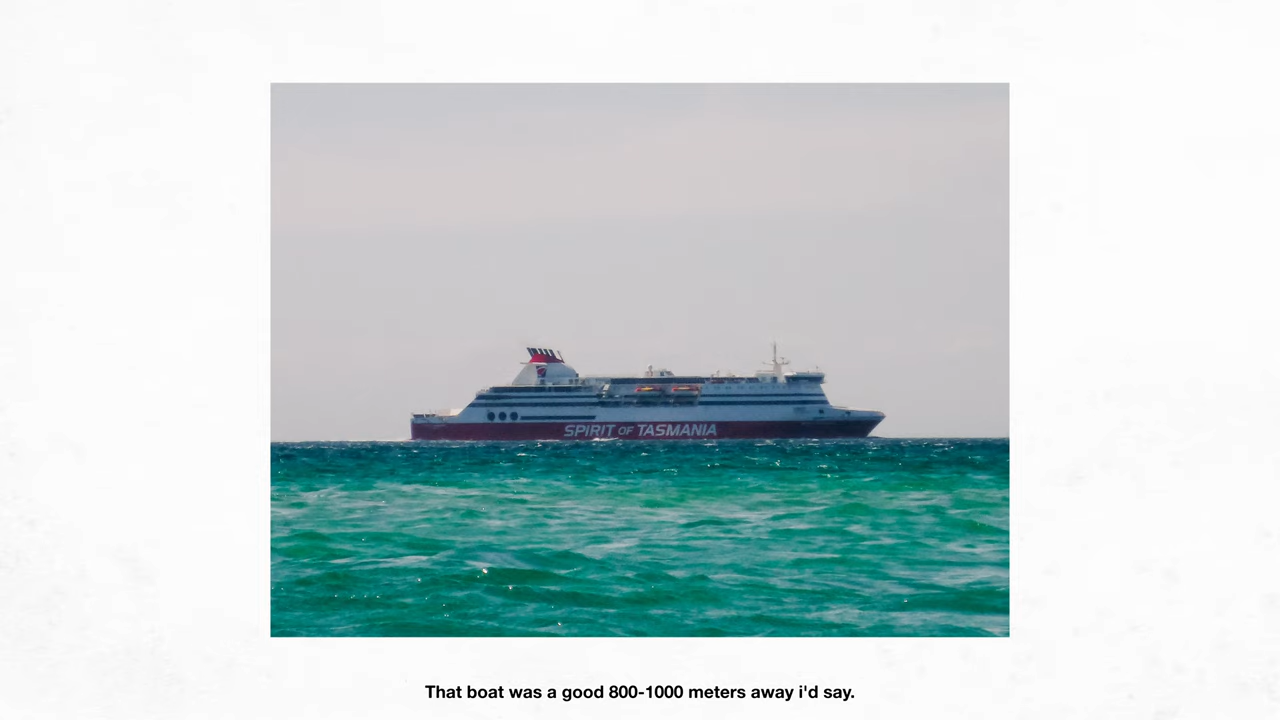 SPIRIT OF TASMANIA
That boat was a good 800-1000 meters away i'd say.